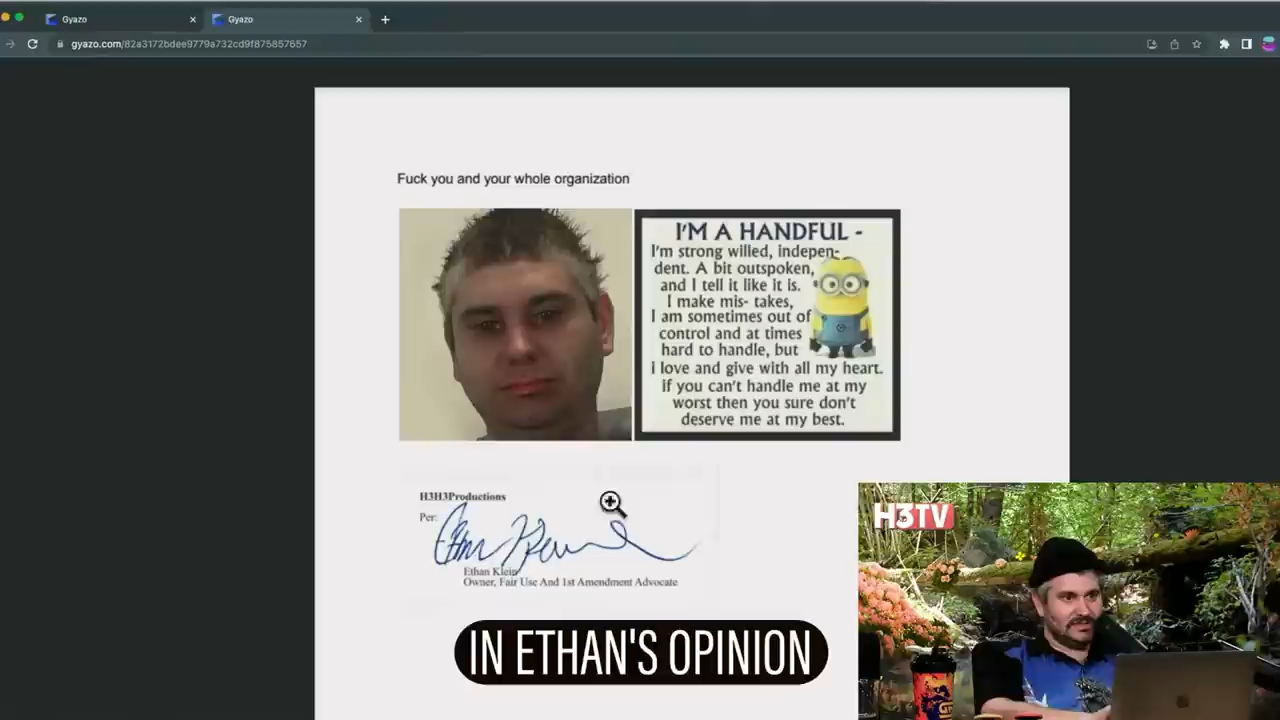 Gyazo
Gyazo
gyazo.com/82a3172bdee9779a732cd9f875857657
Fuck you and your whole organization
I'M A HANDFUL -
I'm strong willed, indepen-
dent. A bit outspoken,
and I tell it like it is.
I make mis- takes,
I am sometimes out of
control and at times
hard to handle, but
i love and give with all my heart.
if you can't handle me at my
worst then you sure don't
deserve me at my best.
H3H3Productions
Per:
Ethan Klein
Owner, Fair Use And 1st Amendment Advocate
H3TV
IN ETHAN'S OPINION